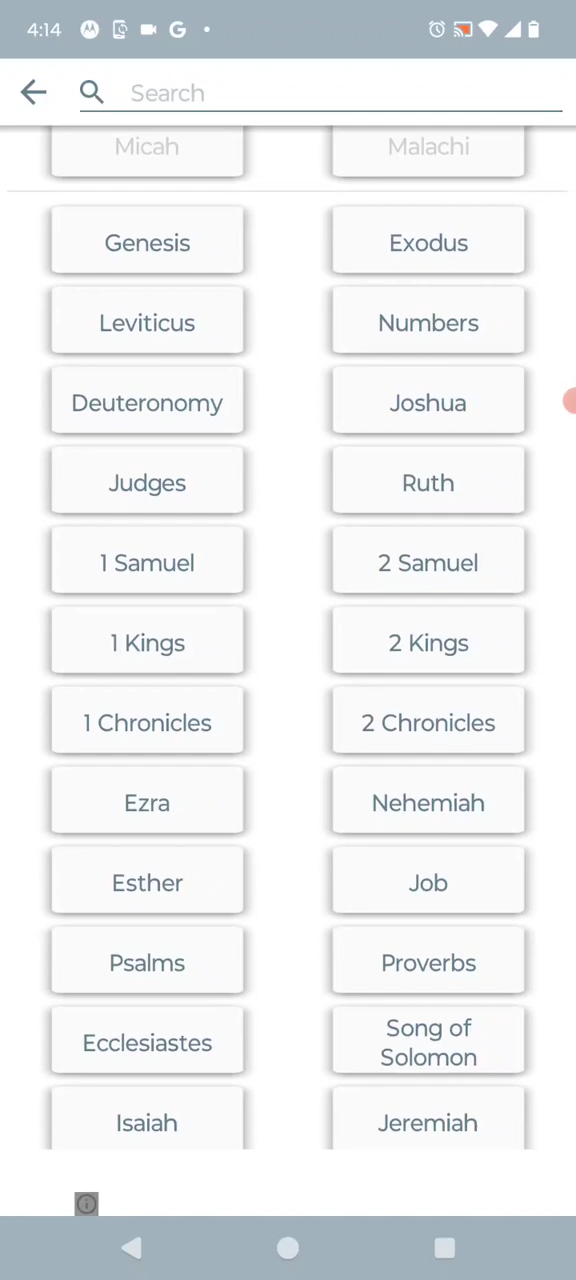 4:14
Search
Micah
Malachi
Genesis
Exodus
Leviticus
Numbers
Deuteronomy
Joshua
Judges
Ruth
1 Samuel
2 Samuel
1 Kings
2 Kings
1 Chronicles
2 Chronicles
Ezra
Nehemiah
Esther
Job
Psalms
Proverbs
Ecclesiastes
Song of
Solomon
Isaiah
Jeremiah